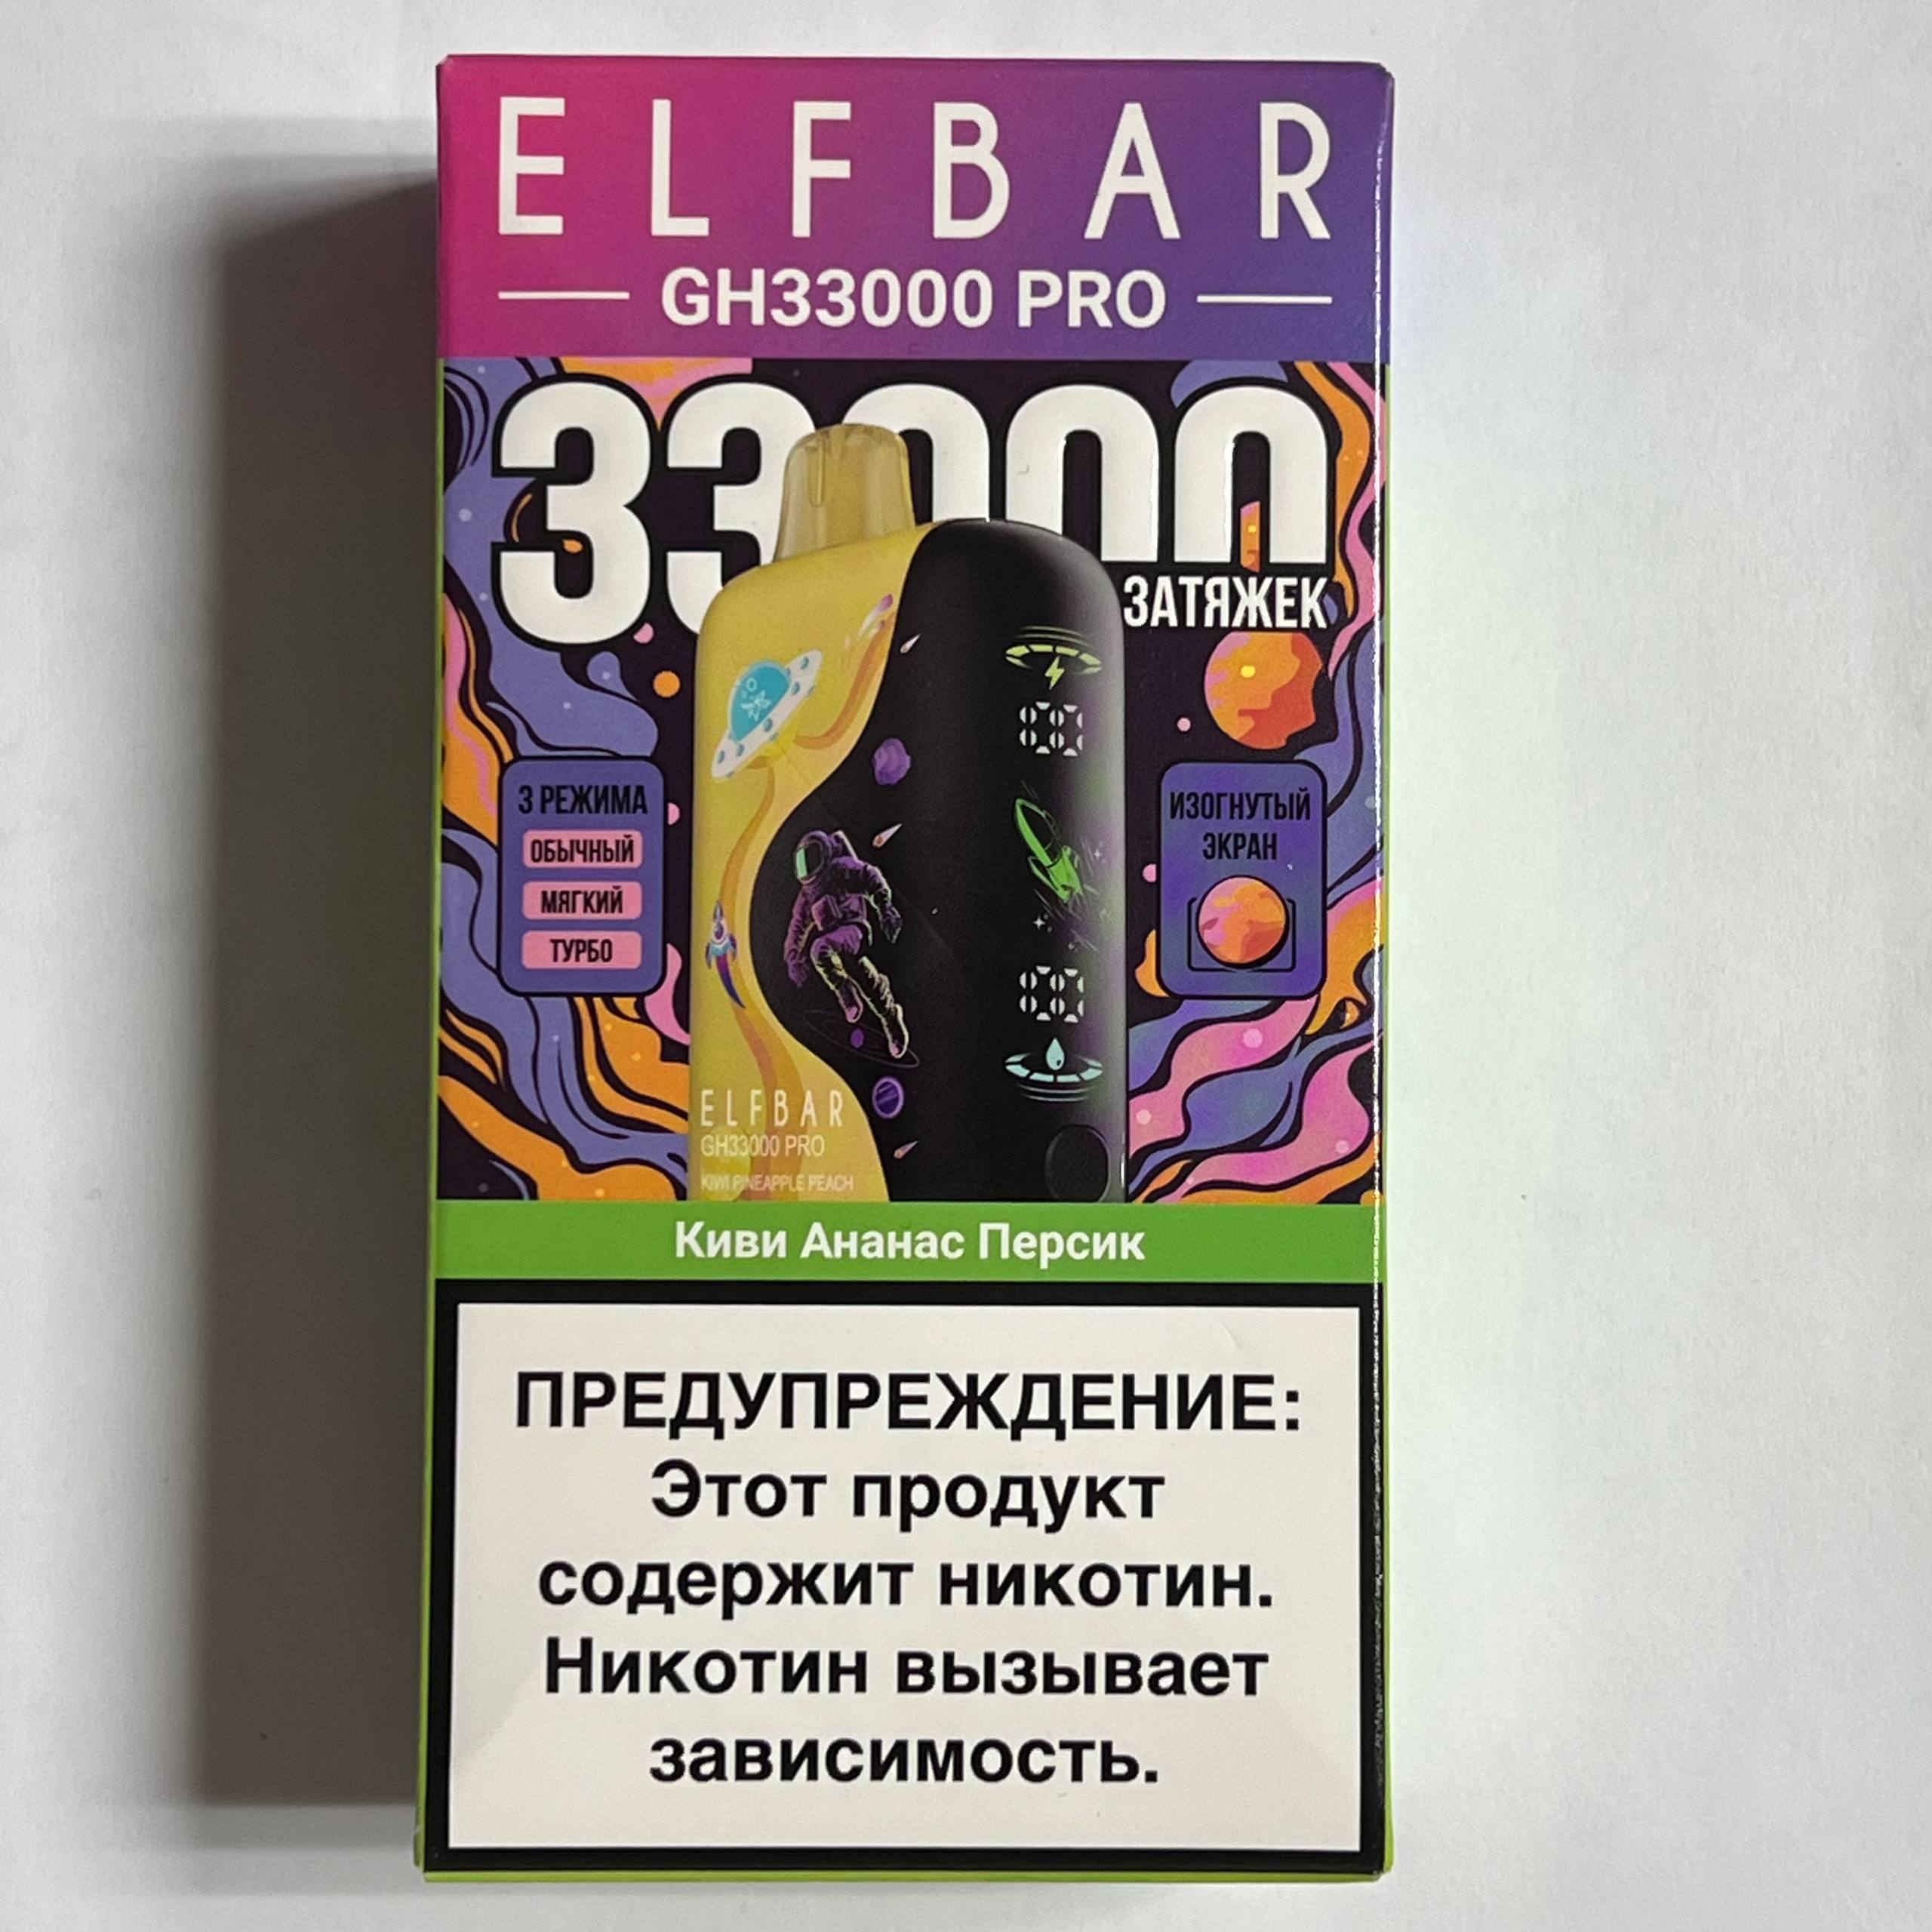 ELFBAR
GH33000 PRO
33000
ЗАТЯЖЕК
3 РЕЖИМА
ОБЫЧНЫЙ
МЯГКИЙ
ТУРБО
ИЗОГНУТЫЙ
ЭКРАН
ELFBAR
GH33000 PRO
KIWI PINEAPPLE PEACH
Киви Ананас Персик
ПРЕДУПРЕЖДЕНИЕ:
Этот продукт
содержит никотин.
Никотин вызывает
зависимость.